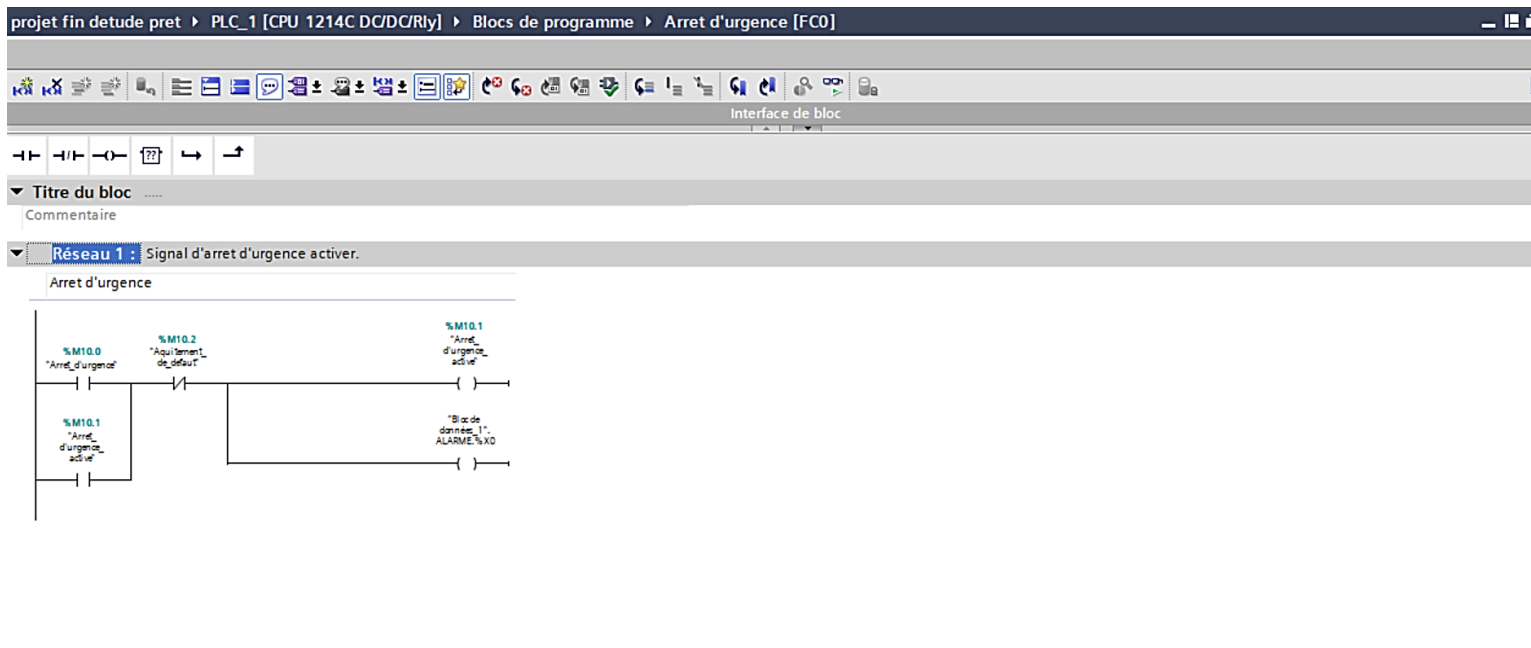 projet fin detude pret ▸ PLC_1 [CPU 1214C DC/DC/Rly] ▸ Blocs de programme ▸ Arret d'urgence [FC0]
Interface de bloc
??
Titre du bloc .....
Commentaire
Réseau 1 : Signal d'arret d'urgence activer.
Arret d'urgence
%M10.0
"Arret_d'urgence"
%M10.2
"Aquitement_
de_defaut"
%M10.1
"Arret_
d'urgence_
active"
%M10.1
"Arret_
d'urgence_
active"
"Bloc de
données_1".
ALARME.%X0